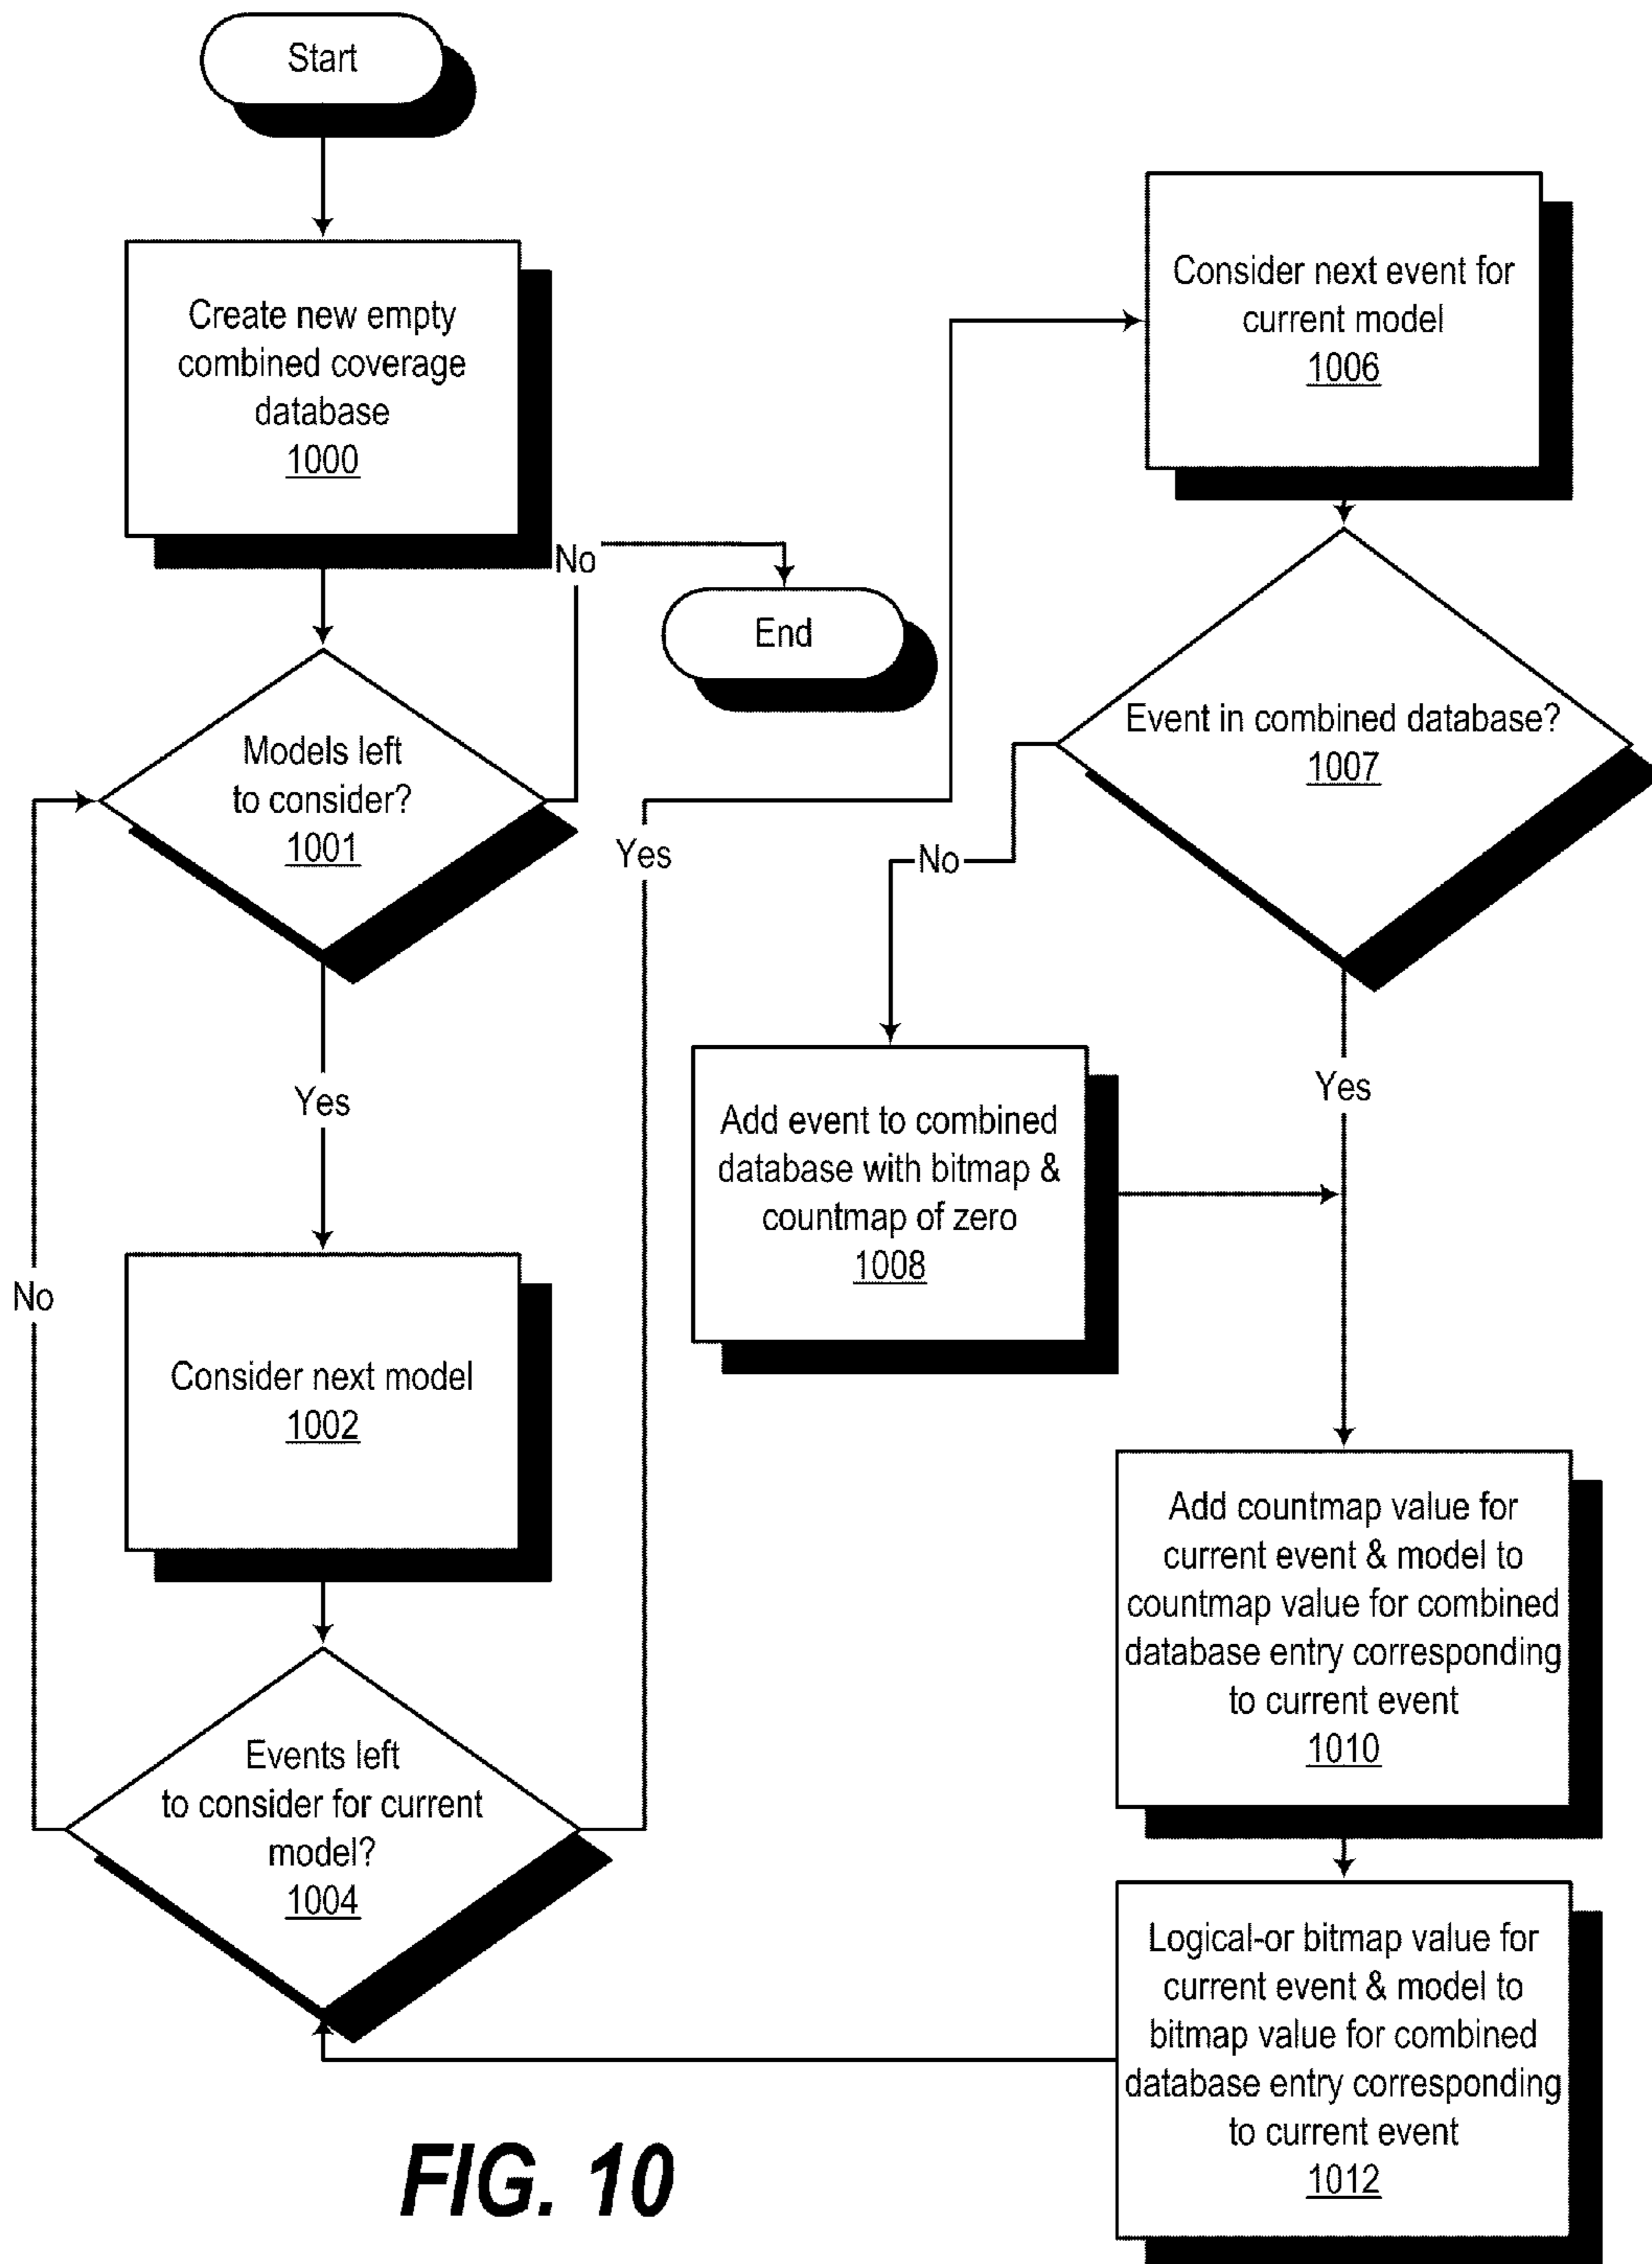 Start
Create new empty
combined coverage
database
1000
No
End
Models left
to consider?
1001
Yes
Consider next model
1002
No
Events left
to consider for current
model?
1004
Yes
Consider next event for
current model
1006
Event in combined database?
1007
No
Add event to combined
database with bitmap &
countmap of zero
1008
Yes
Add countmap value for
current event & model to
countmap value for combined
database entry corresponding
to current event
1010
Logical-or bitmap value for
current event & model to
bitmap value for combined
database entry corresponding
to current event
1012
FIG. 10